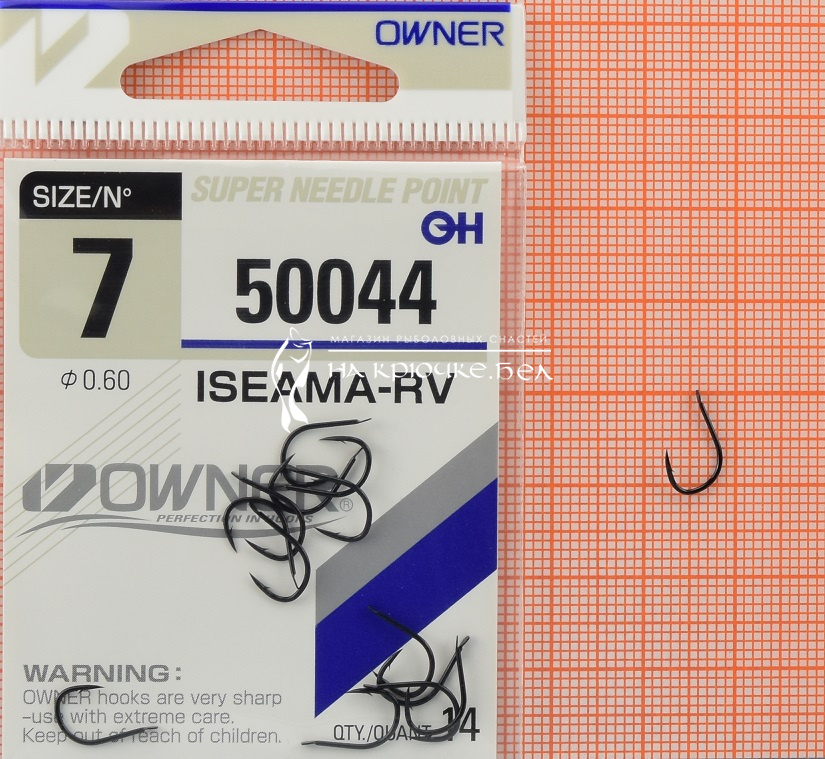 OWNER
SIZE/Nº
SUPER NEEDLE POINT
7
50044
МАГАЗИН РЫБОЛОВНЫХ СНАСТЕЙ
НА КРЮЧКЕ.БЕЛ
φ 0.60
ISEAMA-RV
OWNER®
PERFECTION IN HOOKS
WARNING:
OWNER hooks are very sharp
-use with extreme care.
Keep out of reach of children.
QTY./QUANT. 14